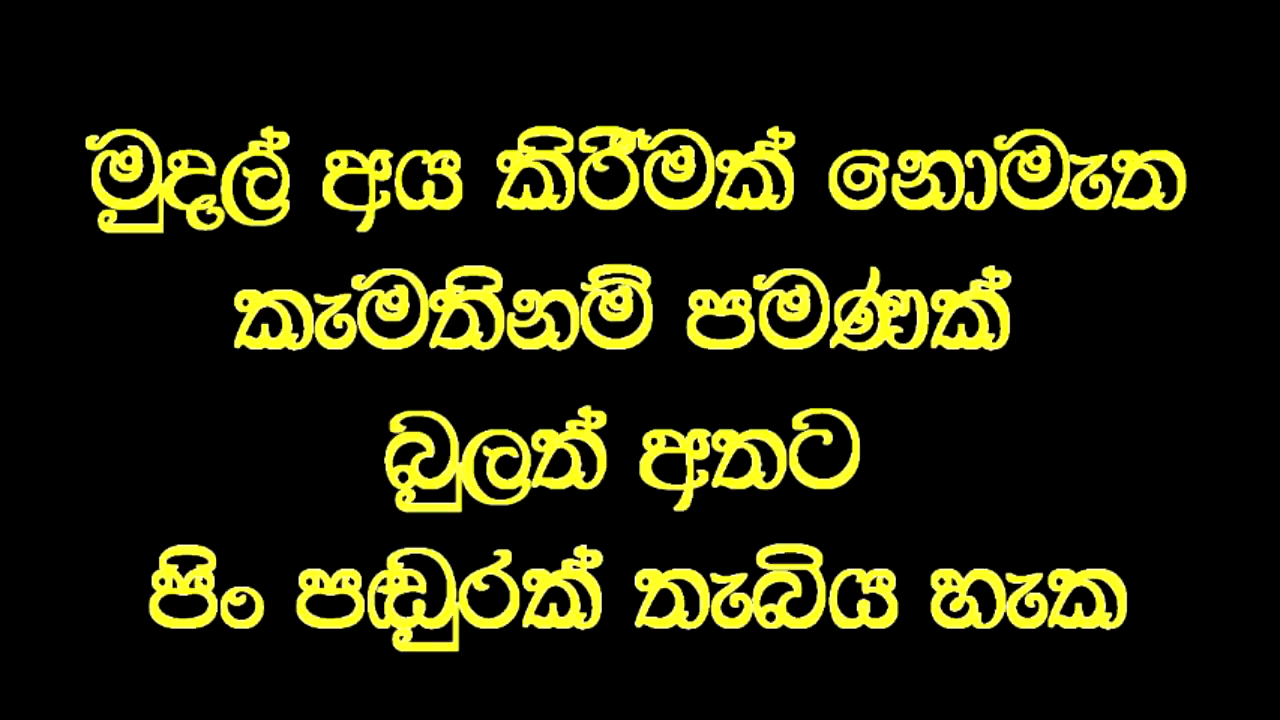 මුදල් අය කිරීමක් නොමැත
කැමතිනම් පමණක්
බුලත් අතට
පිං පඬුරක් තැබිය හැක